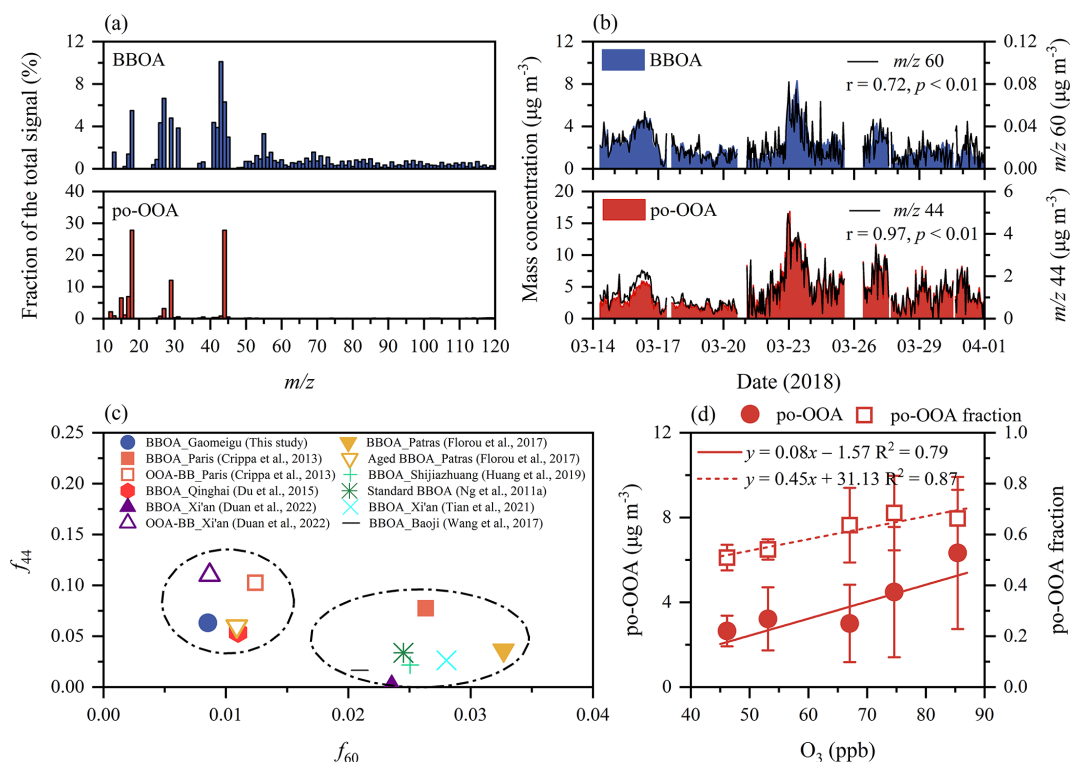 (a)
12
8
4
0
BBOA
40
30
20
10
0
po-OOA
Fraction of the total signal (%)
10 20 30 40 50 60 70 80 90 100 110 120
m/z
(b)
12
8
4
0
BBOA
m/z 60
r = 0.72, p < 0.01
0.12
0.08
0.04
0.00
m/z 60 (μg m⁻³)
20
15
10
5
0
po-OOA
m/z 44
r = 0.97, p < 0.01
6
4
2
0
m/z 44 (μg m⁻³)
Mass concentration (μg m⁻³)
03-14 03-17 03-20 03-23 03-26 03-29 04-01
Date (2018)
(c)
0.25
0.20
0.15
0.10
0.05
0.00
f₄₄
BBOA_Gaomeigu (This study)
BBOA_Paris (Crippa et al., 2013)
OOA-BB_Paris (Crippa et al., 2013)
BBOA_Qinghai (Du et al., 2015)
BBOA_Xi'an (Duan et al., 2022)
OOA-BB_Xi'an (Duan et al., 2022)
BBOA_Patras (Florou et al., 2017)
Aged BBOA_Patras (Florou et al., 2017)
BBOA_Shijiazhuang (Huang et al., 2019)
Standard BBOA (Ng et al., 2011a)
BBOA_Xi'an (Tian et al., 2021)
BBOA_Baoji (Wang et al., 2017)
0.00 0.01 0.02 0.03 0.04
f₆₀
(d)
po-OOA
po-OOA fraction
y = 0.08x − 1.57 R² = 0.79
y = 0.45x + 31.13 R² = 0.87
12
8
4
0
po-OOA (μg m⁻³)
1.0
0.8
0.6
0.4
0.2
0.0
po-OOA fraction
40 50 60 70 80 90
O₃ (ppb)